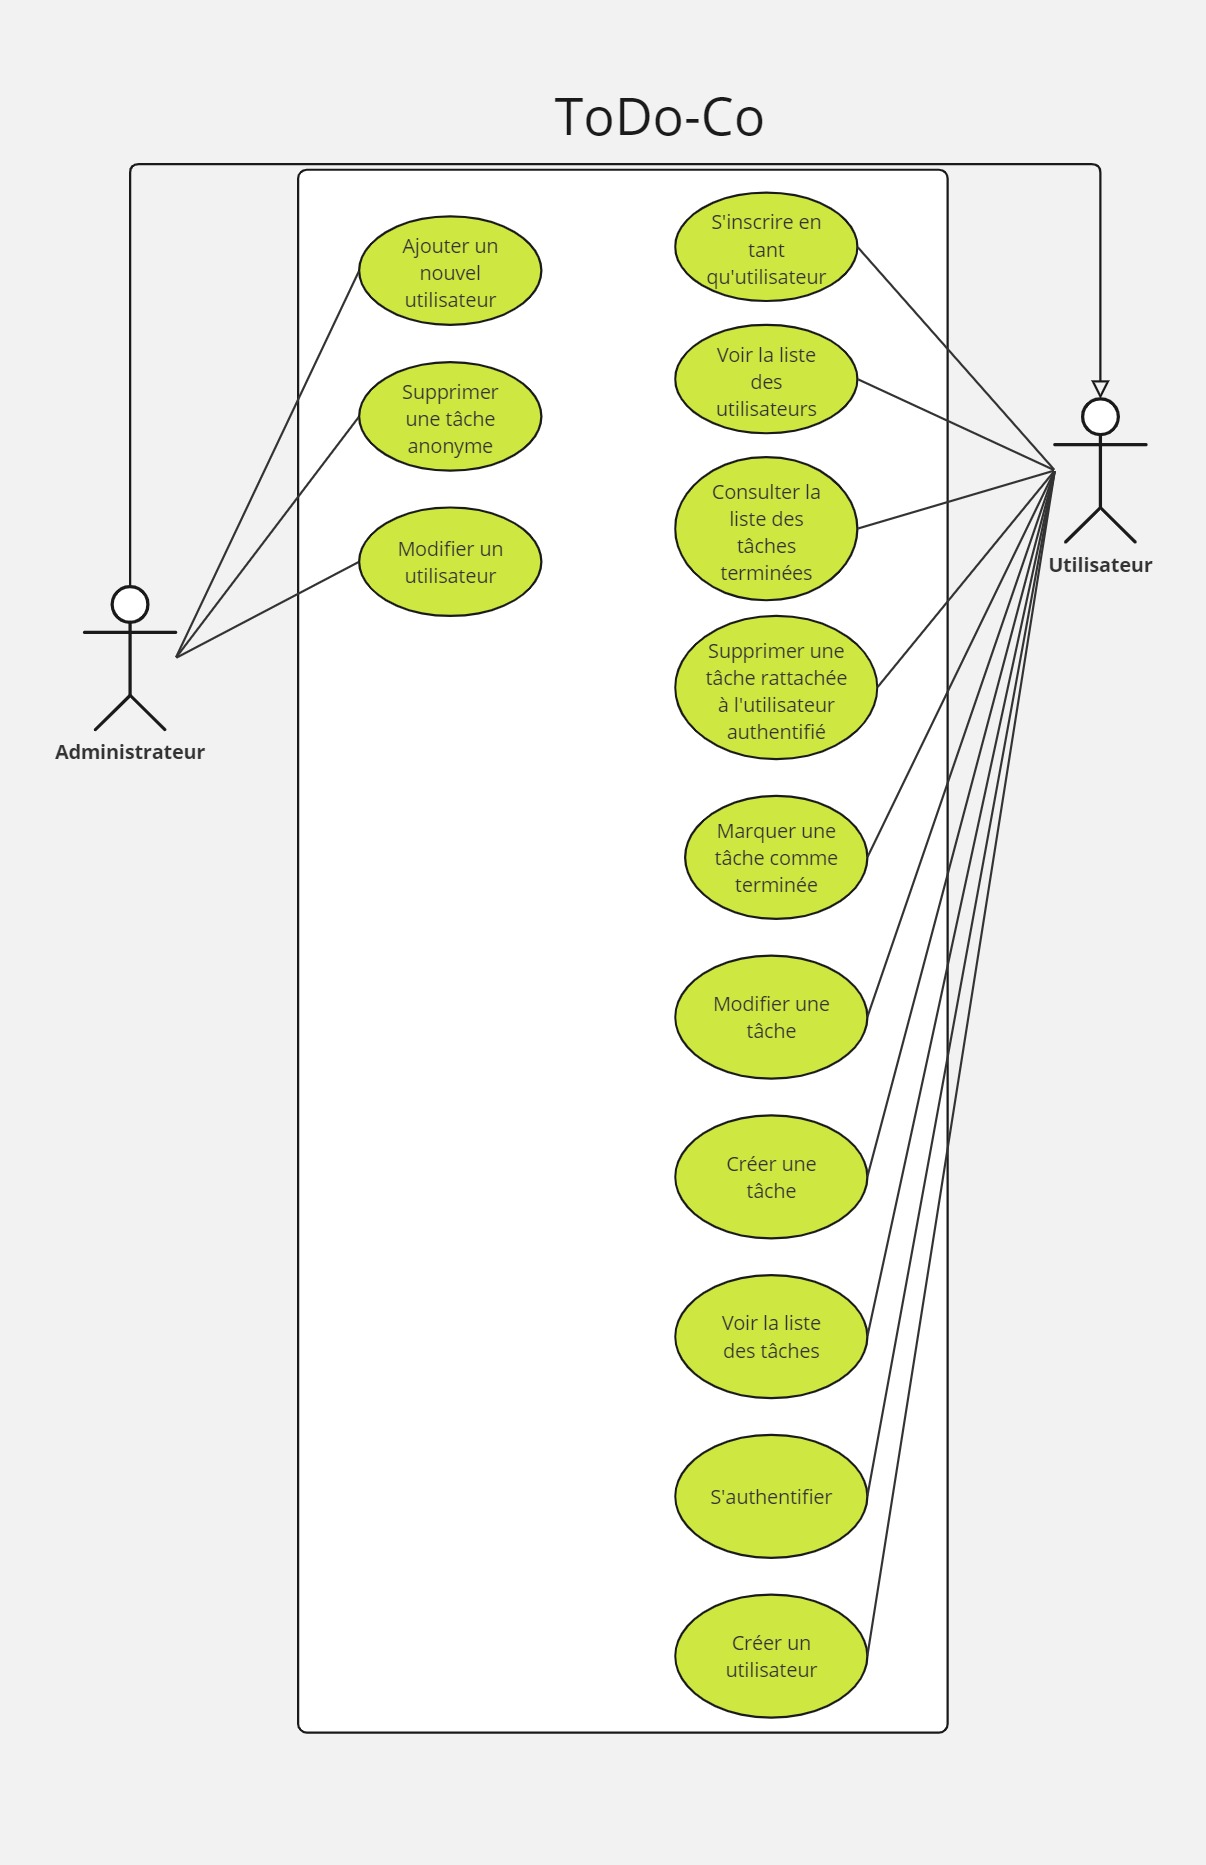 ToDo-Co
Ajouter un
nouvel
utilisateur
Supprimer
une tâche
anonyme
Modifier un
utilisateur
Administrateur
S'inscrire en
tant
qu'utilisateur
Voir la liste
des
utilisateurs
Consulter la
liste des
tâches
terminées
Supprimer une
tâche rattachée
à l'utilisateur
authentifié
Marquer une
tâche comme
terminée
Modifier une
tâche
Créer une
tâche
Voir la liste
des tâches
S'authentifier
Créer un
utilisateur
Utilisateur